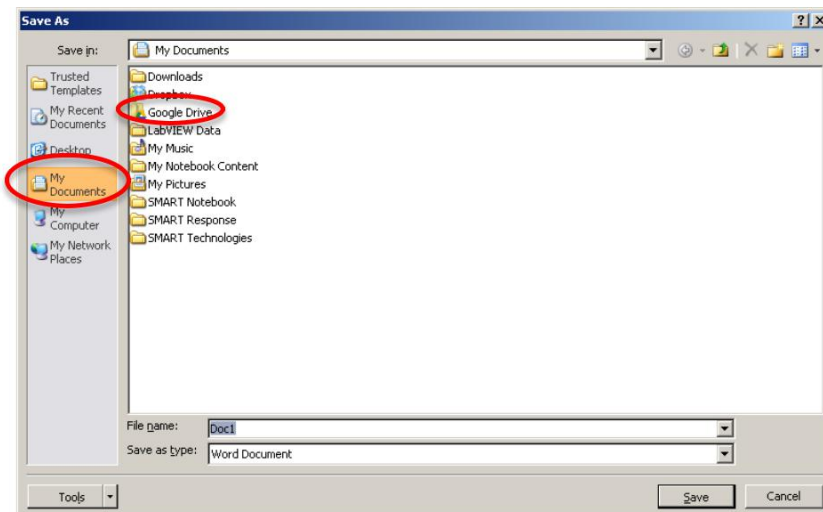 Save As
Save in:
My Documents
Trusted
Templates
My Recent
Documents
Desktop
My
Documents
My
Computer
My Network
Places
Downloads
Dropbox
Google Drive
LabVIEW Data
My Music
My Notebook Content
My Pictures
SMART Notebook
SMART Response
SMART Technologies
File name:
Doc1
Save as type:
Word Document
Tools
Save
Cancel